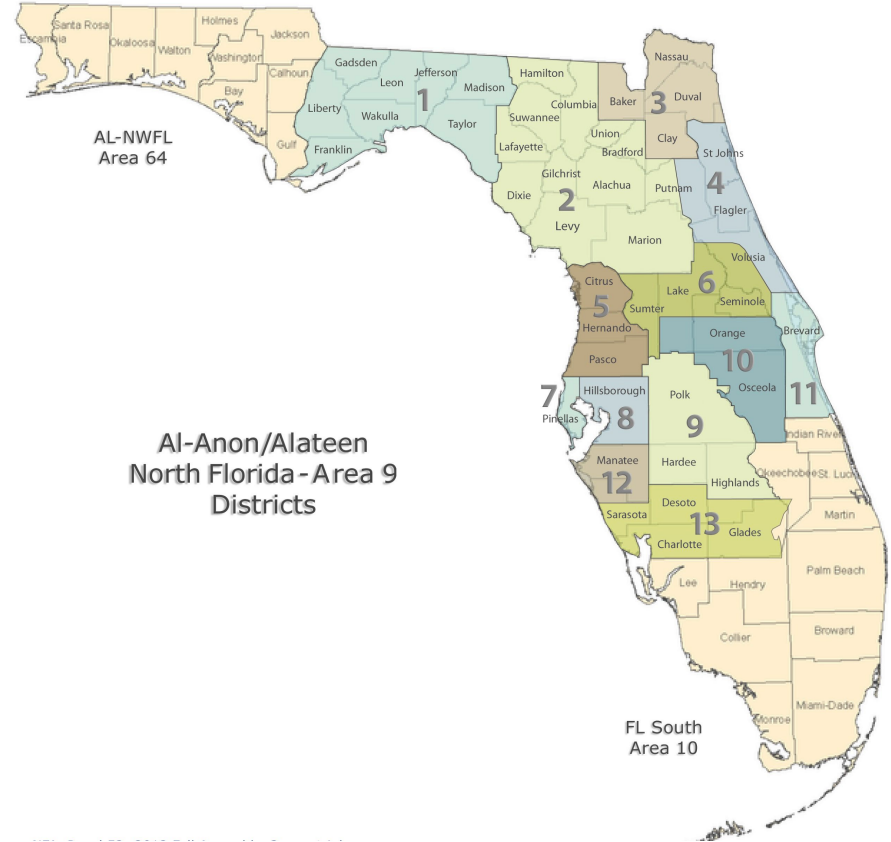 Escambia
Santa Rosa
Okaloosa
Walton
Holmes
Washington
Jackson
Calhoun
Bay
Gulf
AL-NWFL
Area 64
Gadsden
Leon
Jefferson
Madison
Liberty
Wakulla
Taylor
Franklin
1
Hamilton
Columbia
Suwannee
Union
Bradford
Lafayette
Gilchrist
Alachua
Putnam
Dixie
2
Levy
Marion
Nassau
Baker
3
Duval
Clay
St Johns
4
Flagler
Volusia
6
Lake
Seminole
Sumter
Citrus
5
Hernando
Pasco
Orange
10
Osceola
Brevard
11
7
Pinellas
Hillsborough
8
Polk
9
Hardee
Highlands
Manatee
12
Sarasota
Desoto
13
Glades
Charlotte
Indian River
Okeechobee
St. Luci
Martin
Lee
Hendry
Palm Beach
Collier
Broward
Monroe
Miami-Dade
Al-Anon/Alateen
North Florida-Area 9
Districts
FL South
Area 10